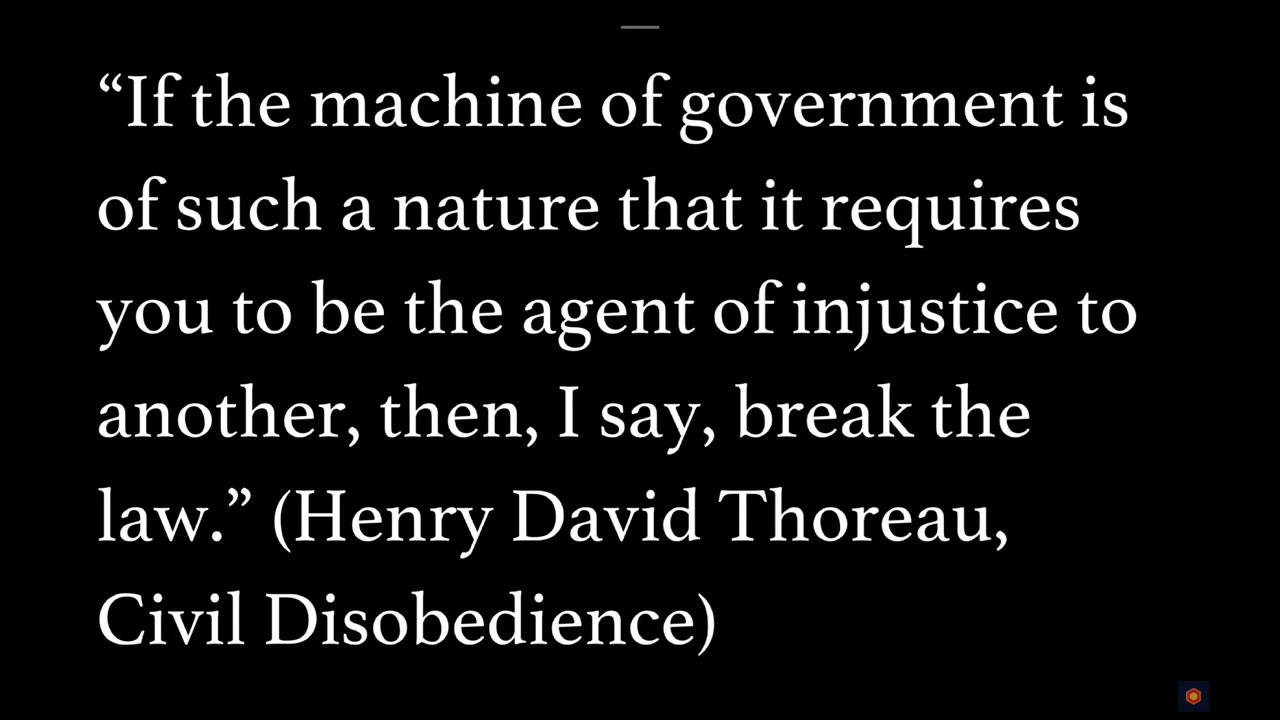 “If the machine of government is
of such a nature that it requires
you to be the agent of injustice to
another, then, I say, break the
law.” (Henry David Thoreau,
Civil Disobedience)